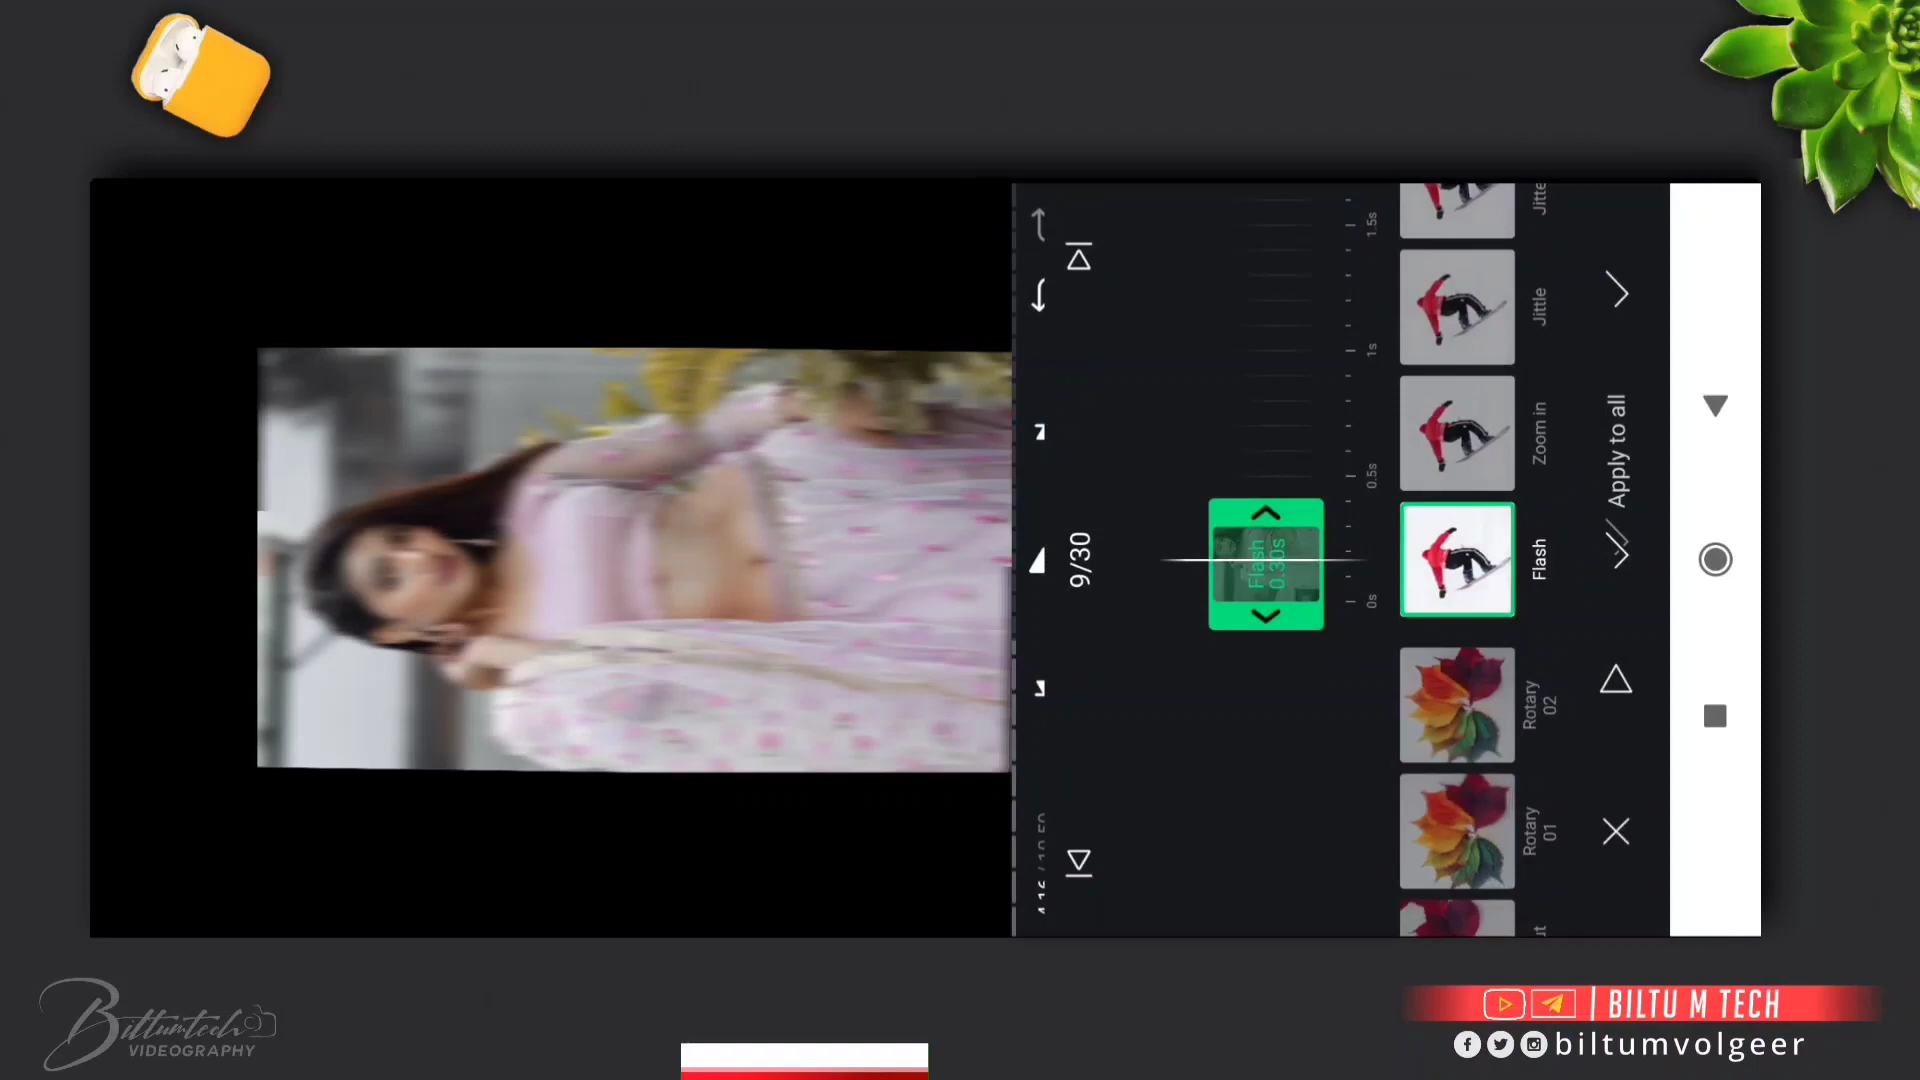 9/30
Flash
0.30s
0s
0.5s
1s
1.5s
Rotary
01
Rotary
02
Flash
Zoom in
Jittle
Apply to all
Bittumtech
VIDEOGRAPHY
| BILTU M TECH
biltumvolgeer